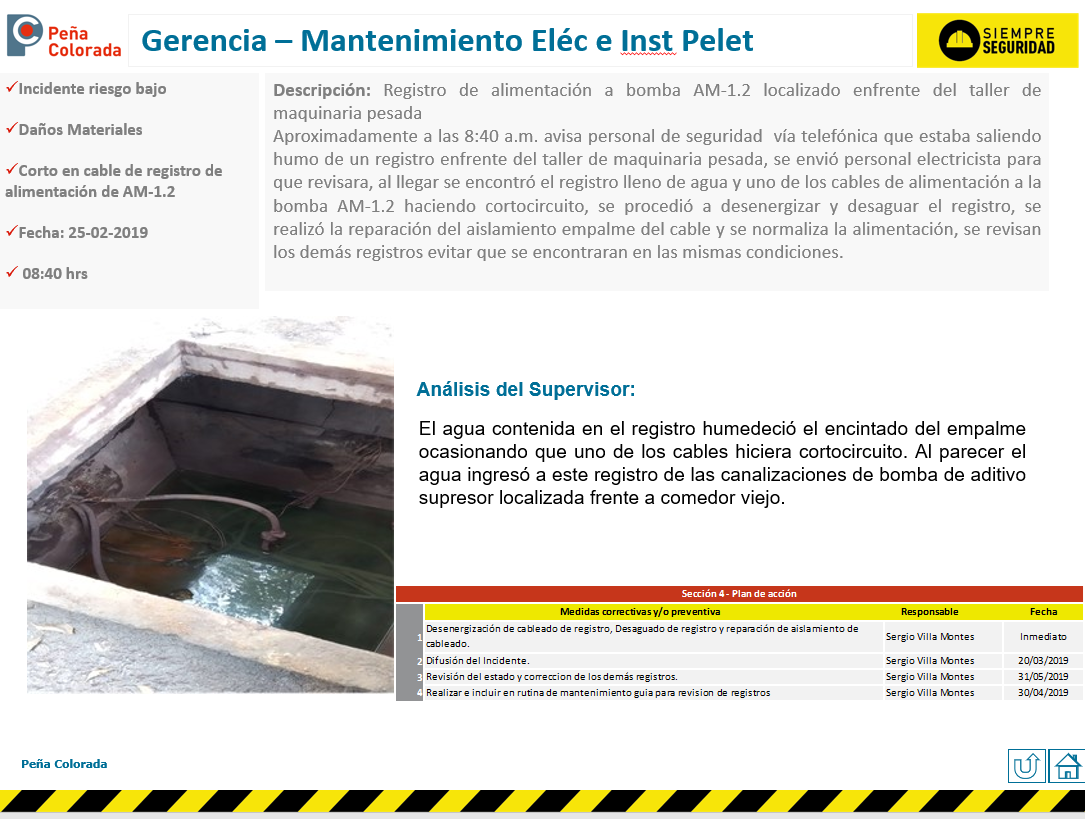 Peña
Colorada
Gerencia – Mantenimiento Eléc e Inst Pelet
SIEMPRE
SEGURIDAD
Incidente riesgo bajo
Daños Materiales
Corto en cable de registro de
alimentación de AM-1.2
Fecha: 25-02-2019
08:40 hrs
Descripción: Registro de alimentación a bomba AM-1.2 localizado enfrente del taller de
maquinaria pesada
Aproximadamente a las 8:40 a.m. avisa personal de seguridad vía telefónica que estaba saliendo
humo de un registro enfrente del taller de maquinaria pesada, se envió personal electricista para
que revisara, al llegar se encontró el registro lleno de agua y uno de los cables de alimentación a la
bomba AM-1.2 haciendo cortocircuito, se procedió a desenergizar y desaguar el registro, se
realizó la reparación del aislamiento empalme del cable y se normaliza la alimentación, se revisan
los demás registros evitar que se encontraran en las mismas condiciones.
Análisis del Supervisor:
El agua contenida en el registro humedeció el encintado del empalme
ocasionando que uno de los cables hiciera cortocircuito. Al parecer el
agua ingresó a este registro de las canalizaciones de bomba de aditivo
supresor localizada frente a comedor viejo.
Sección 4 - Plan de acción
Medidas correctivas y/o preventiva Responsable Fecha
1 Desenergización de cableado de registro, Desaguado de registro y reparación de aislamiento de
cableado. Sergio Villa Montes Inmediato
2 Difusión del Incidente. Sergio Villa Montes 20/03/2019
3 Revisión del estado y correccion de los demás registros. Sergio Villa Montes 31/05/2019
4 Realizar e incluir en rutina de mantenimiento guia para revision de registros Sergio Villa Montes 30/04/2019
Peña Colorada